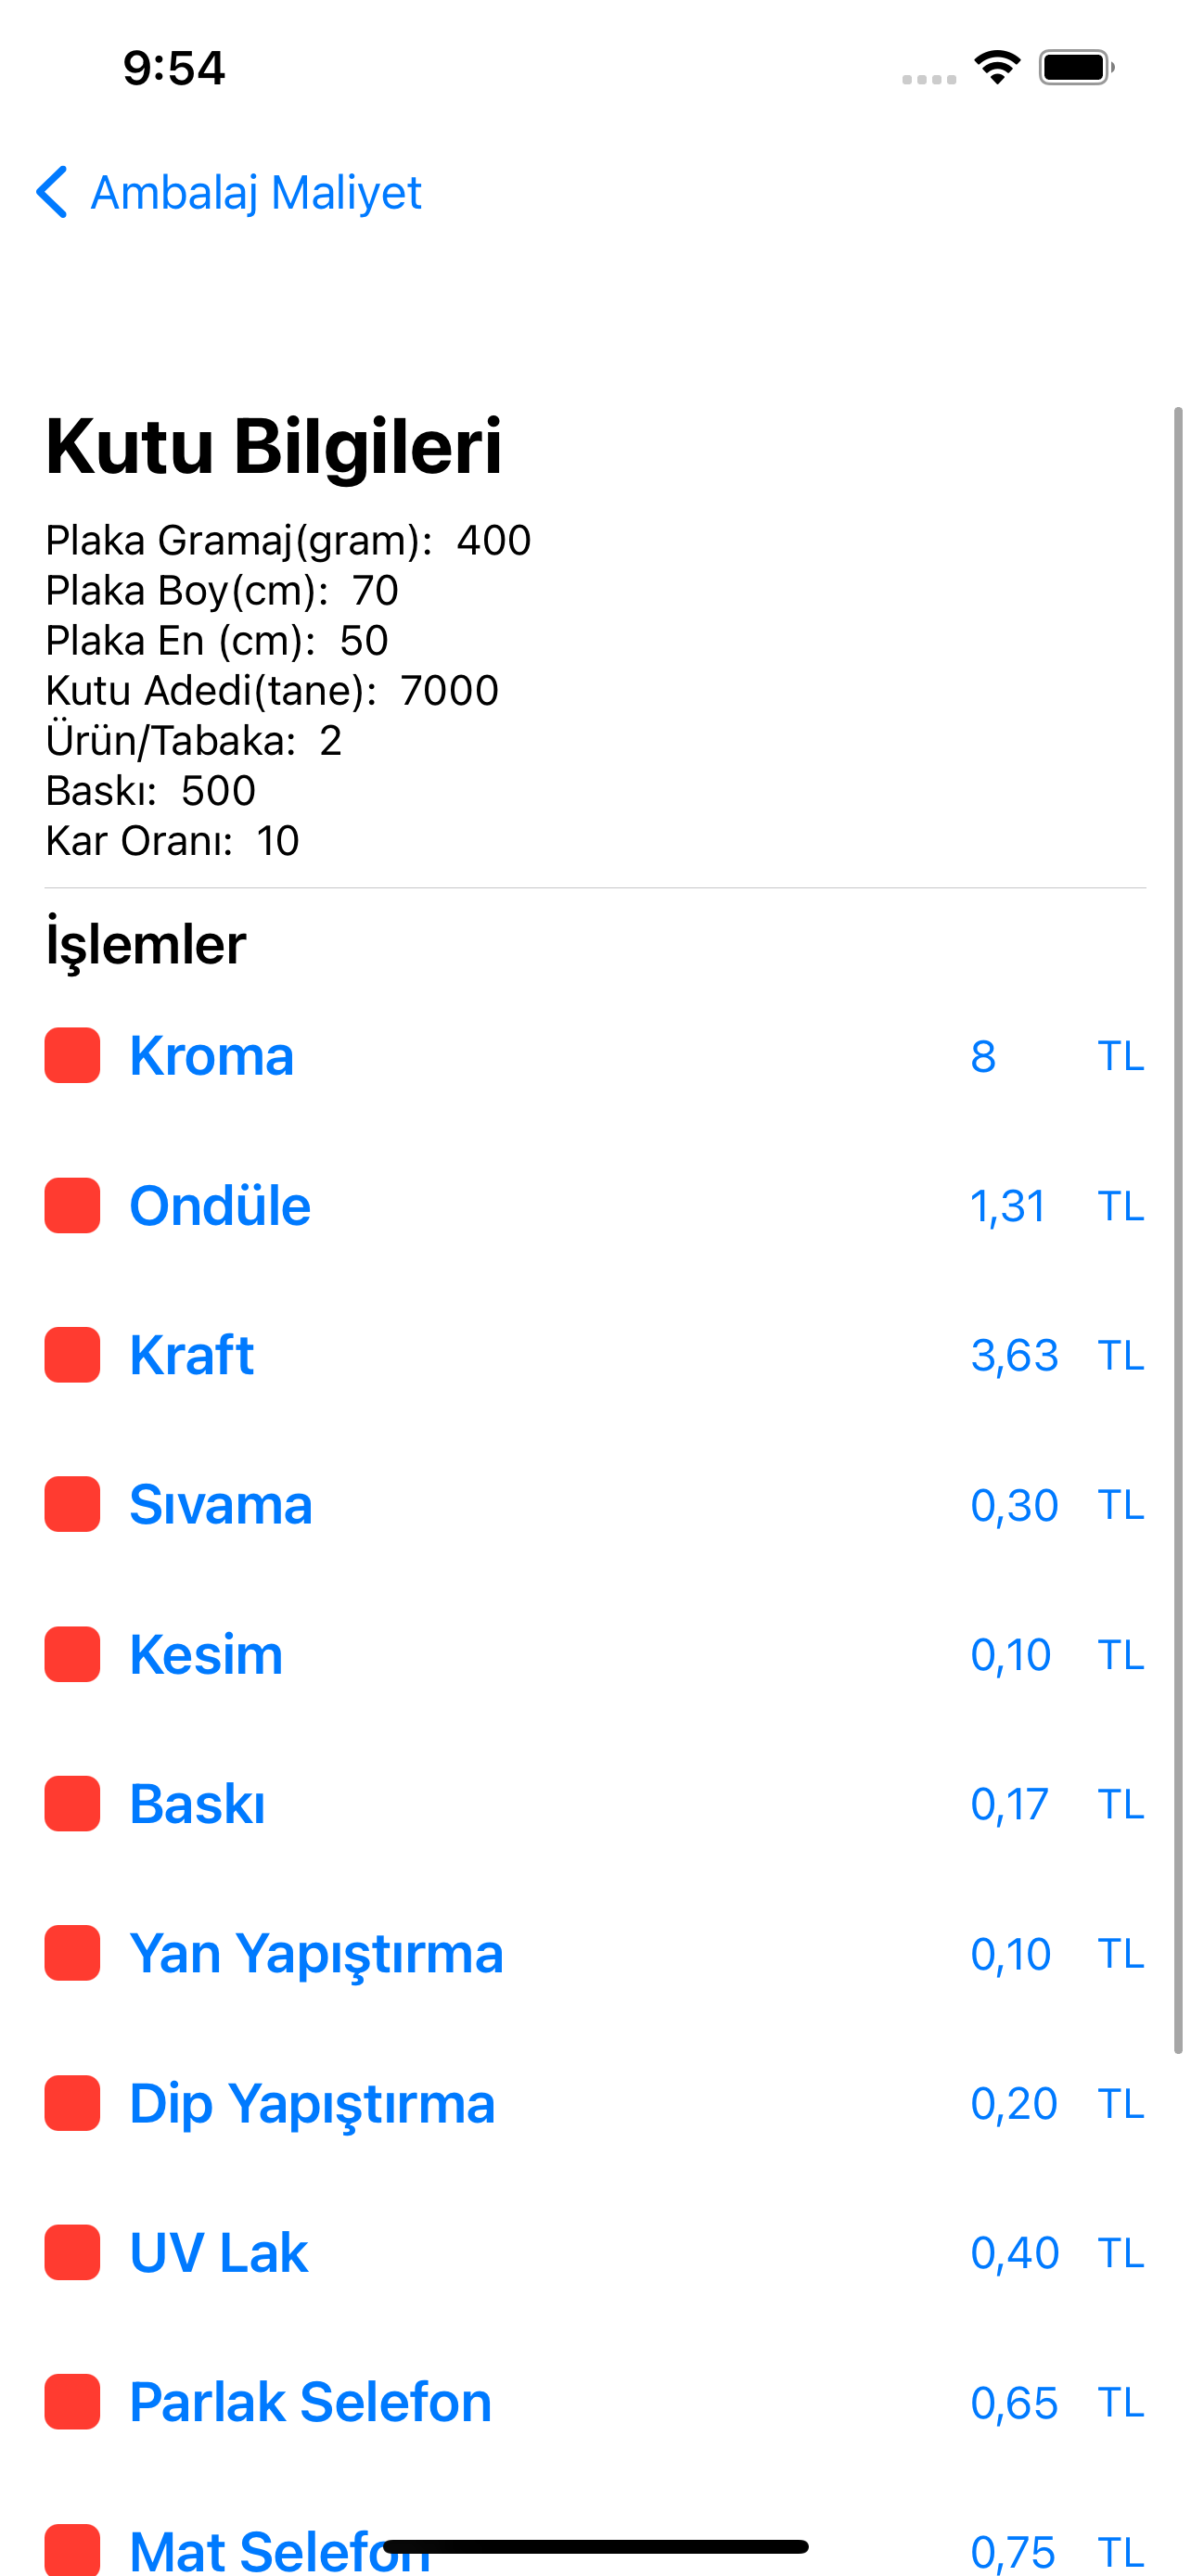 9:54
Ambalaj Maliyet
Kutu Bilgileri
Plaka Gramaj(gram): 400
Plaka Boy(cm): 70
Plaka En (cm): 50
Kutu Adedi(tane): 7000
Ürün/Tabaka: 2
Baskı: 500
Kar Oranı: 10
İşlemler
Kroma 8 TL
Ondüle 1,31 TL
Kraft 3,63 TL
Sıvama 0,30 TL
Kesim 0,10 TL
Baskı 0,17 TL
Yan Yapıştırma 0,10 TL
Dip Yapıştırma 0,20 TL
UV Lak 0,40 TL
Parlak Selefon 0,65 TL
Mat Selefon 0,75 TL